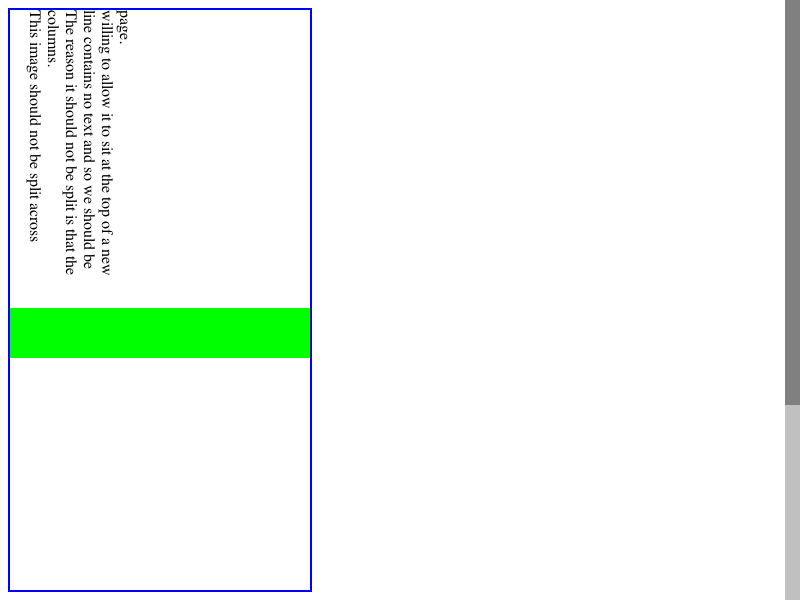 This image should not be split across
columns.
The reason it should not be split is that the
line contains no text and so we should be
willing to allow it to sit at the top of a new
page.